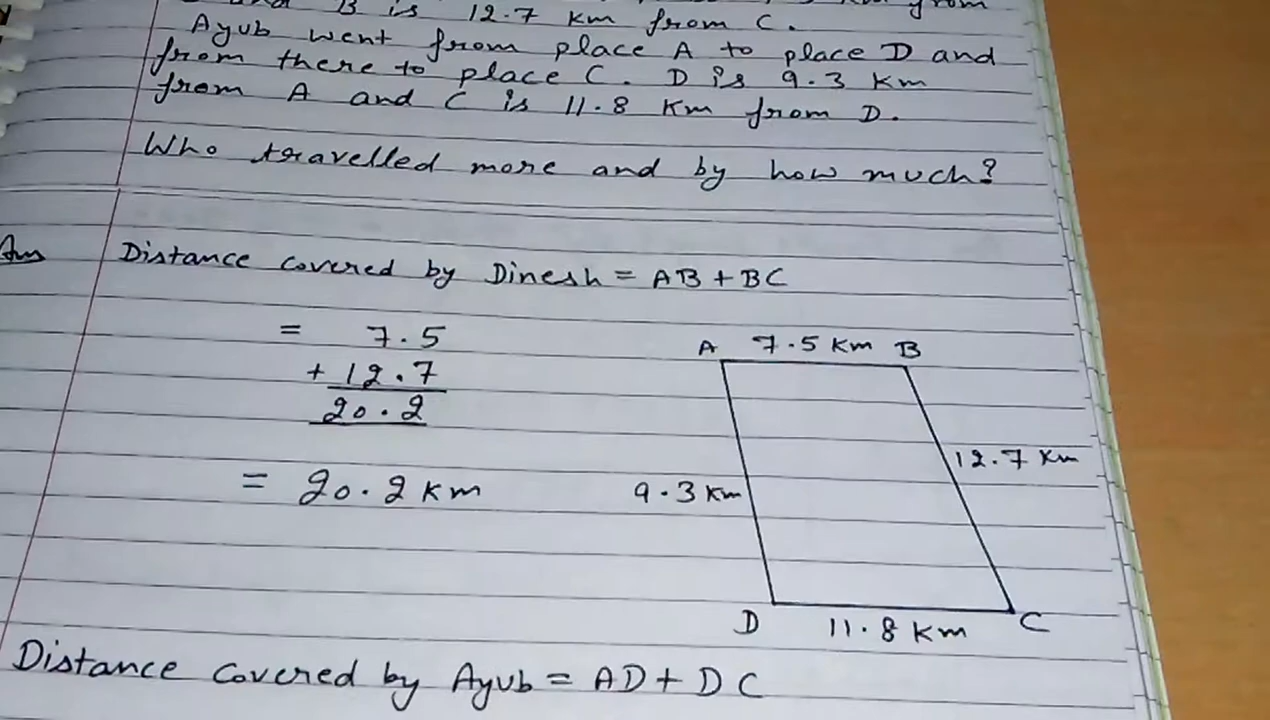 B is 12.7 Km from C.
Ayub went from place A to place D and
from there to place C. D is 9.3 Km
from A and C is 11.8 Km from D.
Who travelled more and by how much?
Ans Distance covered by Dinesh = AB + BC
= 7.5
+ 12.7
20.2
= 20.2 km
A 7.5 Km B
12.7 Km
9.3 Km
D 11.8 Km C
Distance covered by Ayub = AD + DC